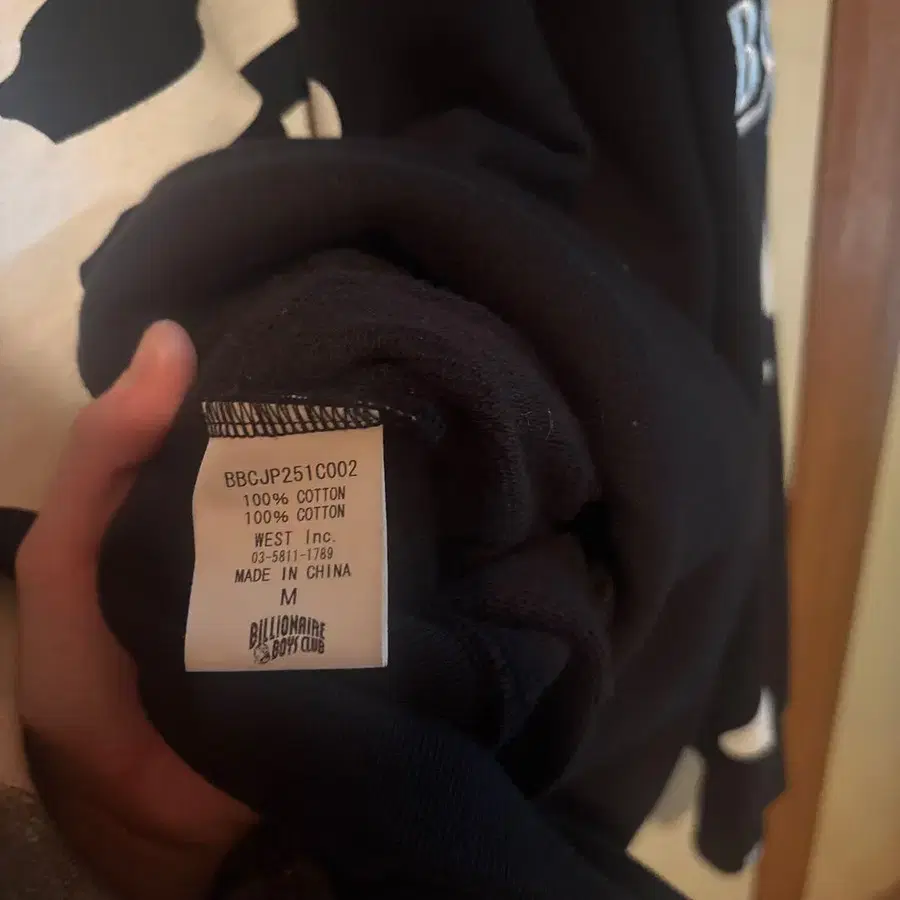 BBCJP251C002
100% COTTON
100% COTTON
WEST Inc.
03-5811-1789
MADE IN CHINA
M
BILLIONAIRE
BOYS CLUB